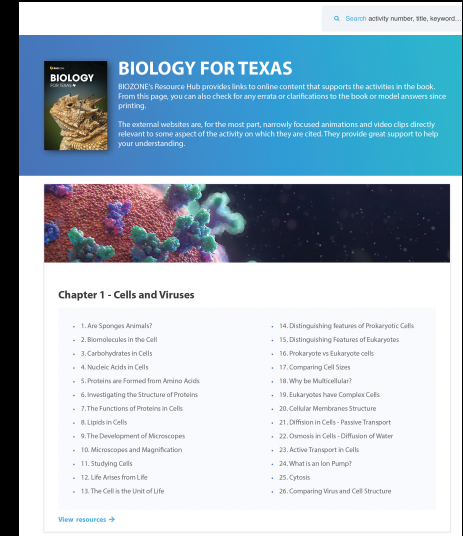 Search activity number, title, keyword...
BIOZONE
BIOLOGY
FOR TEXAS
BIOLOGY FOR TEXAS
BIOZONE's Resource Hub provides links to online content that supports the activities in the book.
From this page, you can also check for any errata or clarifications to the book or model answers since
printing.
The external websites are, for the most part, narrowly focused animations and video clips directly
relevant to some aspect of the activity on which they are cited. They provide great support to help
your understanding.
Chapter 1 - Cells and Viruses
1. Are Sponges Animals?
2. Biomolecules in the Cell
3. Carbohydrates in Cells
4. Nucleic Acids in Cells
5. Proteins are Formed from Amino Acids
6. Investigating the Structure of Proteins
7. The Functions of Proteins in Cells
8. Lipids in Cells
9. The Development of Microscopes
10. Microscopes and Magnification
11. Studying Cells
12. Life Arises from Life
13. The Cell is the Unit of Life
14. Distinguishing features of Prokaryotic Cells
15. Distinguishing Features of Eukaryotes
16. Prokaryote vs Eukaryote cells
17. Comparing Cell Sizes
18. Why be Multicellular?
19. Eukaryotes have Complex Cells
20. Cellular Membranes Structure
21. Diffision in Cells - Passive Transport
22. Osmosis in Cells - Diffusion of Water
23. Active Transport in Cells
24. What is an Ion Pump?
25. Cytosis
26. Comparing Virus and Cell Structure
View resources →